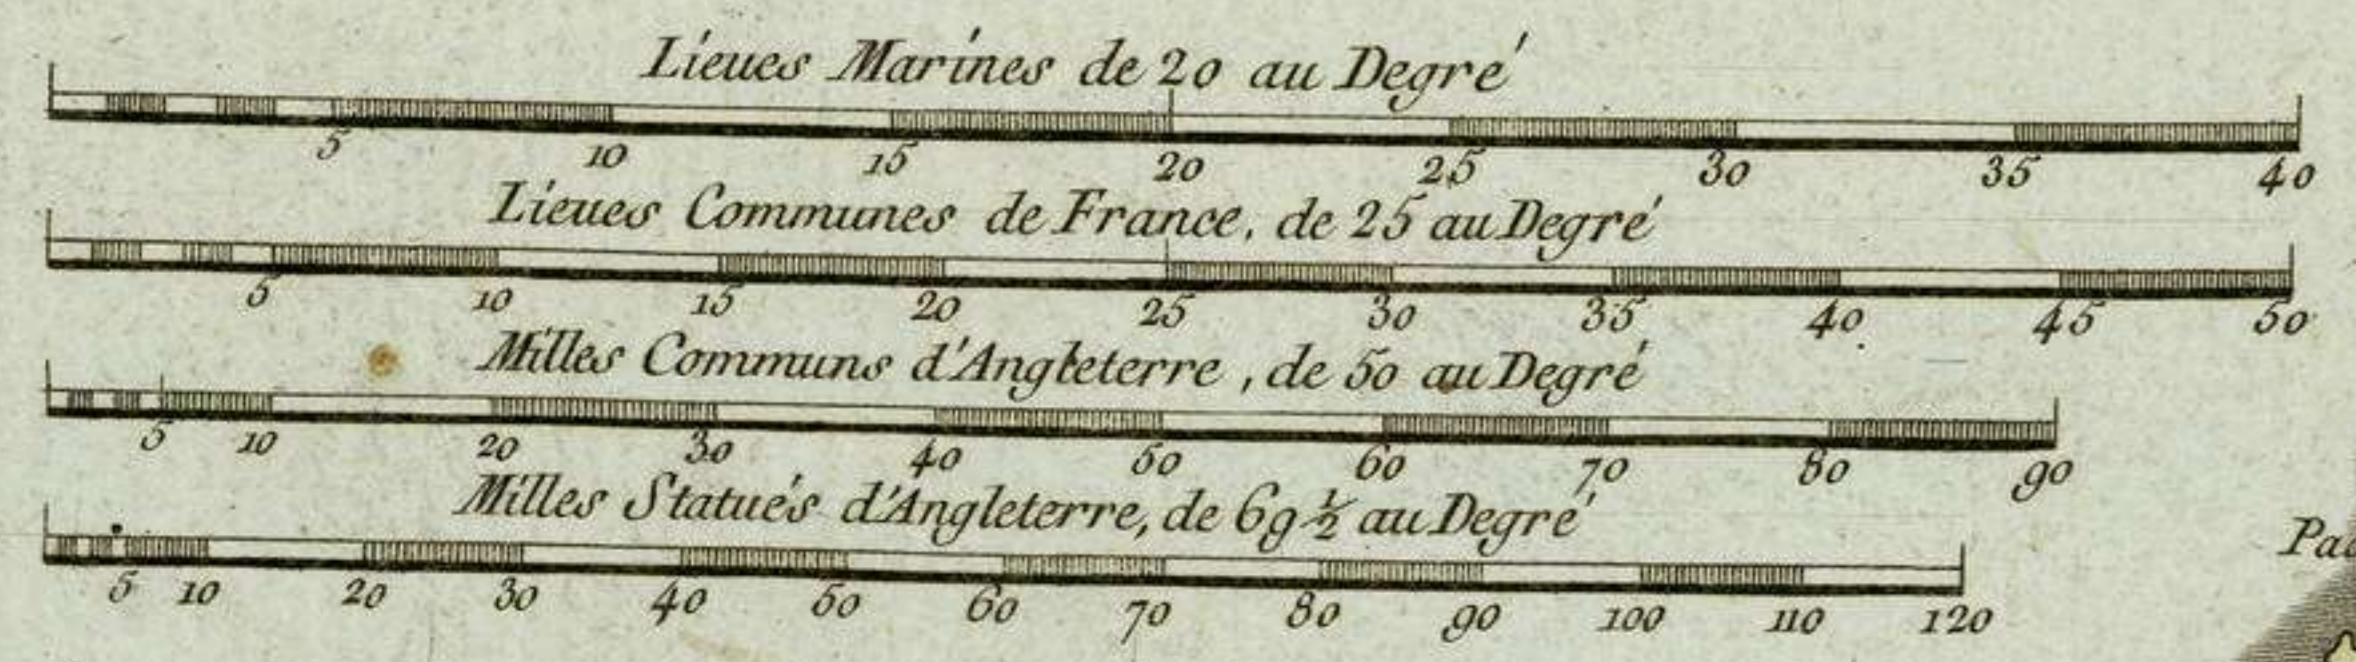 Lieues Marines de 20 au Degré
5 10 15 20 25 30 35 40
Lieues Communes de France, de 25 au Degré
5 10 15 20 25 30 35 40 45 50
Milles Communs d'Angleterre, de 50 au Degré
5 10 20 30 40 50 60 70 80 90
Milles Statués d'Angleterre, de 69 ½ au Degré
5 10 20 30 40 50 60 70 80 90 100 110 120